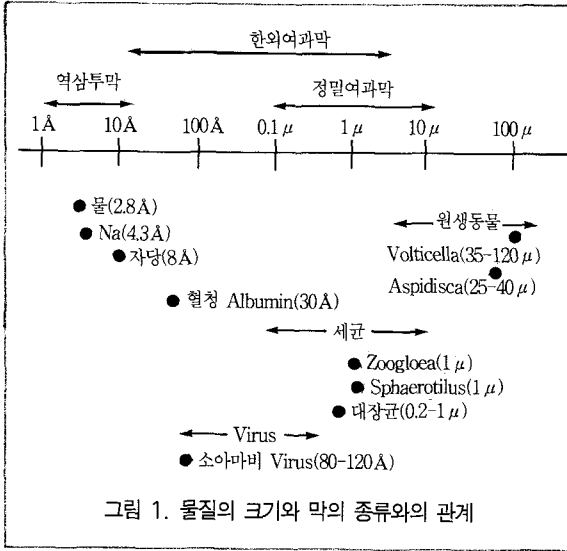 한외여과막
역삼투막
정밀여과막
1Å 10Å 100Å 0.1μ 1μ 10μ 100μ
물(2.8Å)
원생동물
Na(4.3Å)
자당(8Å)
Volticella(35-120μ)
Aspidisca(25-40μ)
혈청 Albumin(30Å)
세균
Zoogloea(1μ)
Sphaerotilus(1μ)
대장균(0.2-1μ)
Virus
소아마비 Virus(80-120Å)
그림 1. 물질의 크기와 막의 종류와의 관계